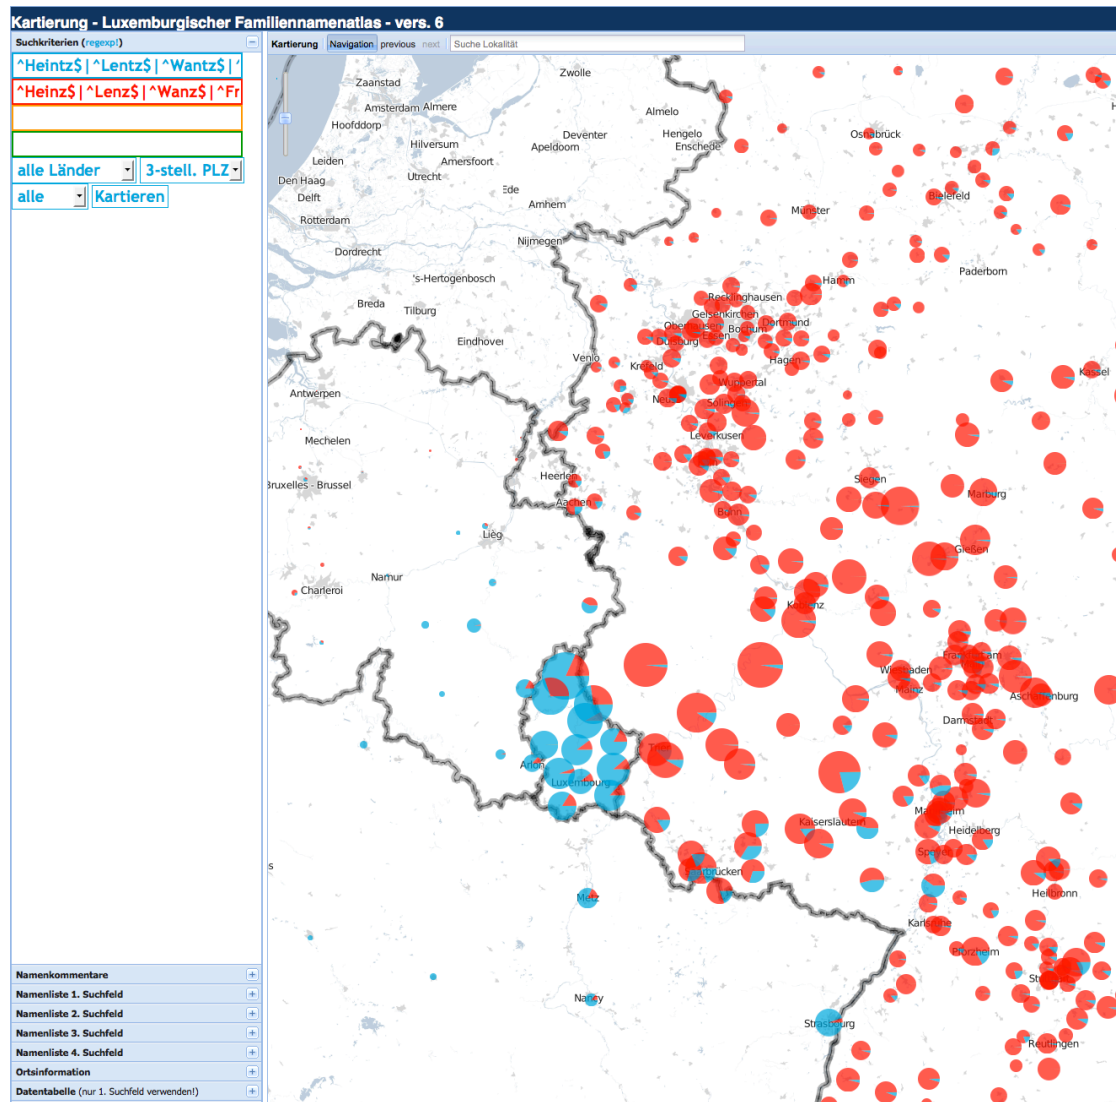 Kartierung - Luxemburgischer Familiennamenatlas - vers. 6
Suchkriterien (regexp!)
^Heintz$|^Lentz$|^Wantz$|^
^Heinz$|^Lenz$|^Wanz$|^Fr
alle Länder
3-stell. PLZ
alle
Kartieren
Namenkommentare
Namenliste 1. Suchfeld
Namenliste 2. Suchfeld
Namenliste 3. Suchfeld
Namenliste 4. Suchfeld
Ortsinformation
Datentabelle (nur 1. Suchfeld verwenden!)
Kartierung
Navigation
previous
next
Suche Lokalität
Zwolle
Zaanstad
Amsterdam
Almere
Almelo
Hoofddorp
Deventer
Hengelo
Osnabrück
Hilversum
Apeldoorn
Enschede
Leiden
Amersfoort
Den Haag
Utrecht
Ede
Delft
Arnhem
Bielefeld
Rotterdam
Münster
Nijmegen
Dordrecht
Paderborn
's-Hertogenbosch
Hamm
Breda
Recklinghausen
Tilburg
Gelsenkirchen
Dortmund
Oberhausen
Bochum
Essen
Eindhover
Duisburg
Venlo
Hagen
Krefeld
Kassel
Wuppertal
Antwerpen
Neuss
Solingen
Mechelen
Leverkusen
Heerlen
Siegen
Bruxelles - Brussel
Marburg
Aachen
Bonn
Lièg
Gießen
Namur
Charleroi
Koblenz
Frankfurt am
Wiesbaden
Mainz
Aschaffenburg
Darmstadt
Trier
Arlon
Luxembourg
Mannheim
Kaiserslautern
Heidelberg
Speyer
s
Saarbrücken
Heilbronn
Metz
Karlsruhe
Pforzheim
Nancy
Strasbourg
Reutlingen